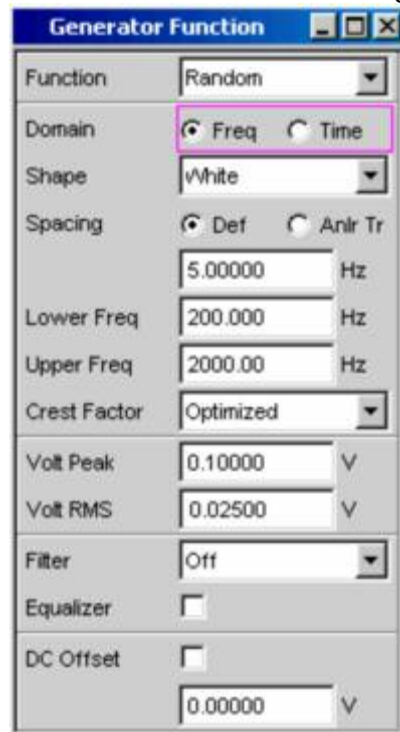 Generator Function
Function Random
Domain Freq Time
Shape White
Spacing Def Anlr Tr
5.00000 Hz
Lower Freq 200.000 Hz
Upper Freq 2000.00 Hz
Crest Factor Optimized
Volt Peak 0.10000 V
Volt RMS 0.02500 V
Filter Off
Equalizer
DC Offset
0.00000 V